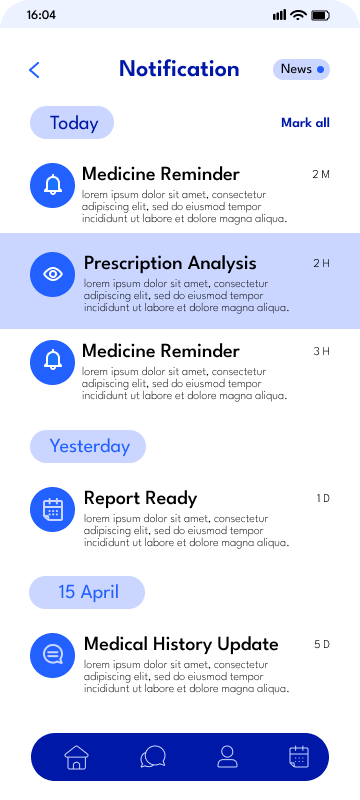 16:04
Notification
News
Today
Mark all
Medicine Reminder
2 M
lorem ipsum dolor sit amet, consectetur
adipiscing elit, sed do eiusmod tempor
incididunt ut labore et dolore magna aliqua.
Prescription Analysis
2 H
lorem ipsum dolor sit amet, consectetur
adipiscing elit, sed do eiusmod tempor
incididunt ut labore et dolore magna aliqua.
Medicine Reminder
3 H
lorem ipsum dolor sit amet, consectetur
adipiscing elit, sed do eiusmod tempor
incididunt ut labore et dolore magna aliqua.
Yesterday
Report Ready
1 D
lorem ipsum dolor sit amet, consectetur
adipiscing elit, sed do eiusmod tempor
incididunt ut labore et dolore magna aliqua.
15 April
Medical History Update
5 D
lorem ipsum dolor sit amet, consectetur
adipiscing elit, sed do eiusmod tempor
incididunt ut labore et dolore magna aliqua.